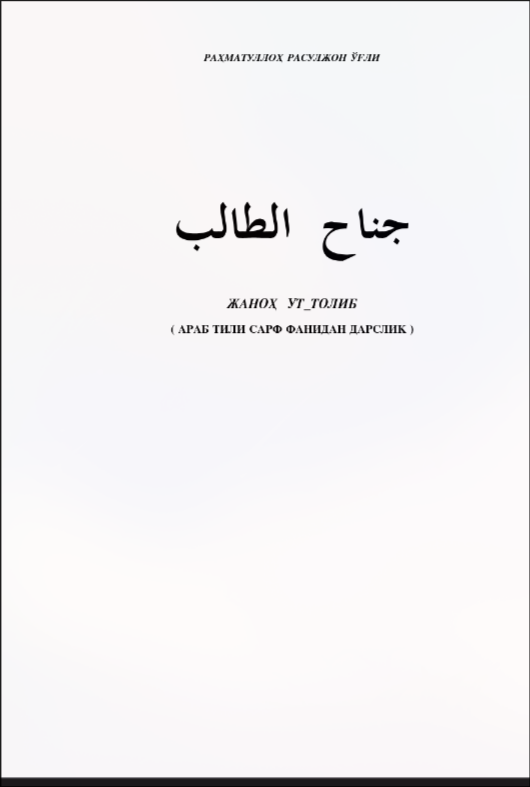 РАҲМАТУЛЛОҲ РАСУЛЖОН ЎҒЛИ
جناح الطالب
ЖАНОҲ УТ_ТОЛИБ
( АРАБ ТИЛИ САРФ ФАНИДАН ДАРСЛИК )